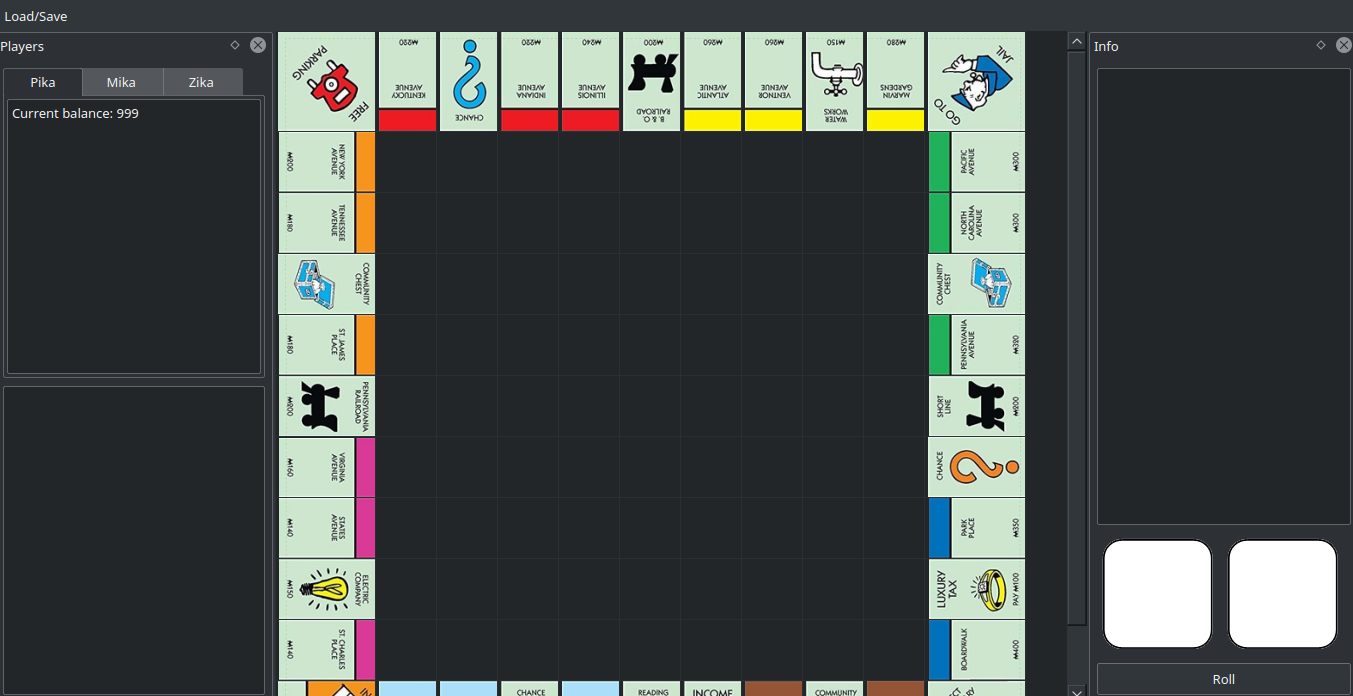 Load/Save
Players
Pika
Mika
Zika
Current balance: 999
FREE
PARKING
₩220
KENTUCKY
AVENUE
CHANCE
₩220
INDIANA
AVENUE
₩240
ILLINOIS
AVENUE
₩200
B. & O.
RAILROAD
₩260
ATLANTIC
AVENUE
₩260
VENTNOR
AVENUE
₩150
WATER
WORKS
₩280
MARVIN
GARDENS
GO TO
JAIL
NEW YORK
AVENUE
₩200
TENNESSEE
AVENUE
₩180
COMMUNITY
CHEST
ST. JAMES
PLACE
₩180
PENNSYLVANIA
RAILROAD
₩200
VIRGINIA
AVENUE
₩160
STATES
AVENUE
₩140
ELECTRIC
COMPANY
₩150
ST. CHARLES
PLACE
₩140
PACIFIC
AVENUE
₩300
NORTH
CAROLINA
AVENUE
₩300
COMMUNITY
CHEST
PENNSYLVANIA
AVENUE
₩320
SHORT
LINE
₩200
CHANCE
PARK
PLACE
₩350
LUXURY
TAX
PAY ₩100
BOARDWALK
₩400
IN
CHANCE
READING
INCOME
COMMUNITY
Info
Roll